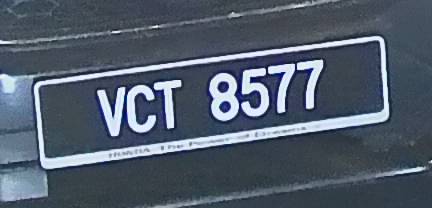 VCT 8577
HONDA The Power of Dreams